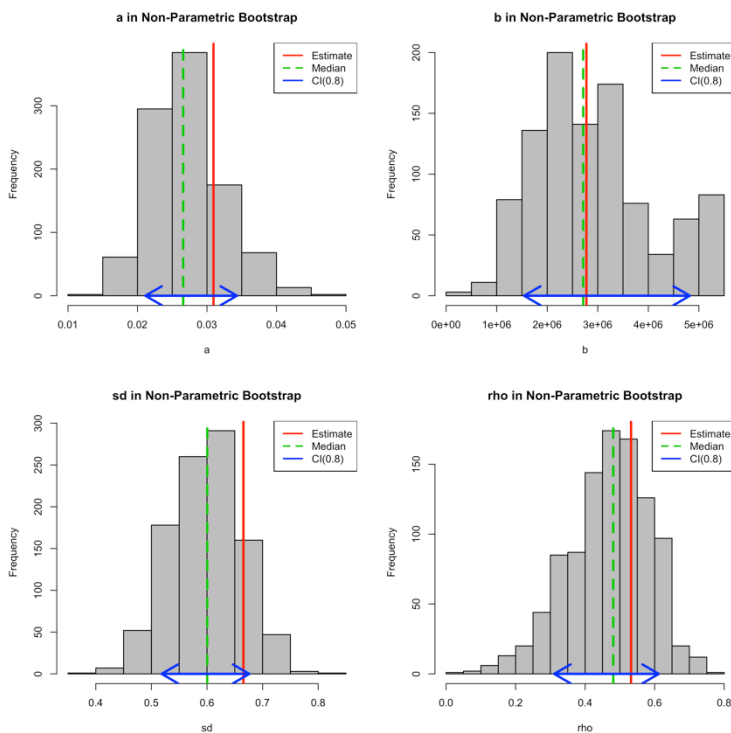 a in Non-Parametric Bootstrap
Estimate
Median
CI(0.8)
Frequency
300
200
100
0
0.01 0.02 0.03 0.04 0.05
a
b in Non-Parametric Bootstrap
Estimate
Median
CI(0.8)
Frequency
200
150
100
50
0
0e+00 1e+06 2e+06 3e+06 4e+06 5e+06
b
sd in Non-Parametric Bootstrap
Estimate
Median
CI(0.8)
Frequency
300
250
200
150
100
50
0
0.4 0.5 0.6 0.7 0.8
sd
rho in Non-Parametric Bootstrap
Estimate
Median
CI(0.8)
Frequency
150
100
50
0
0.0 0.2 0.4 0.6 0.8
rho